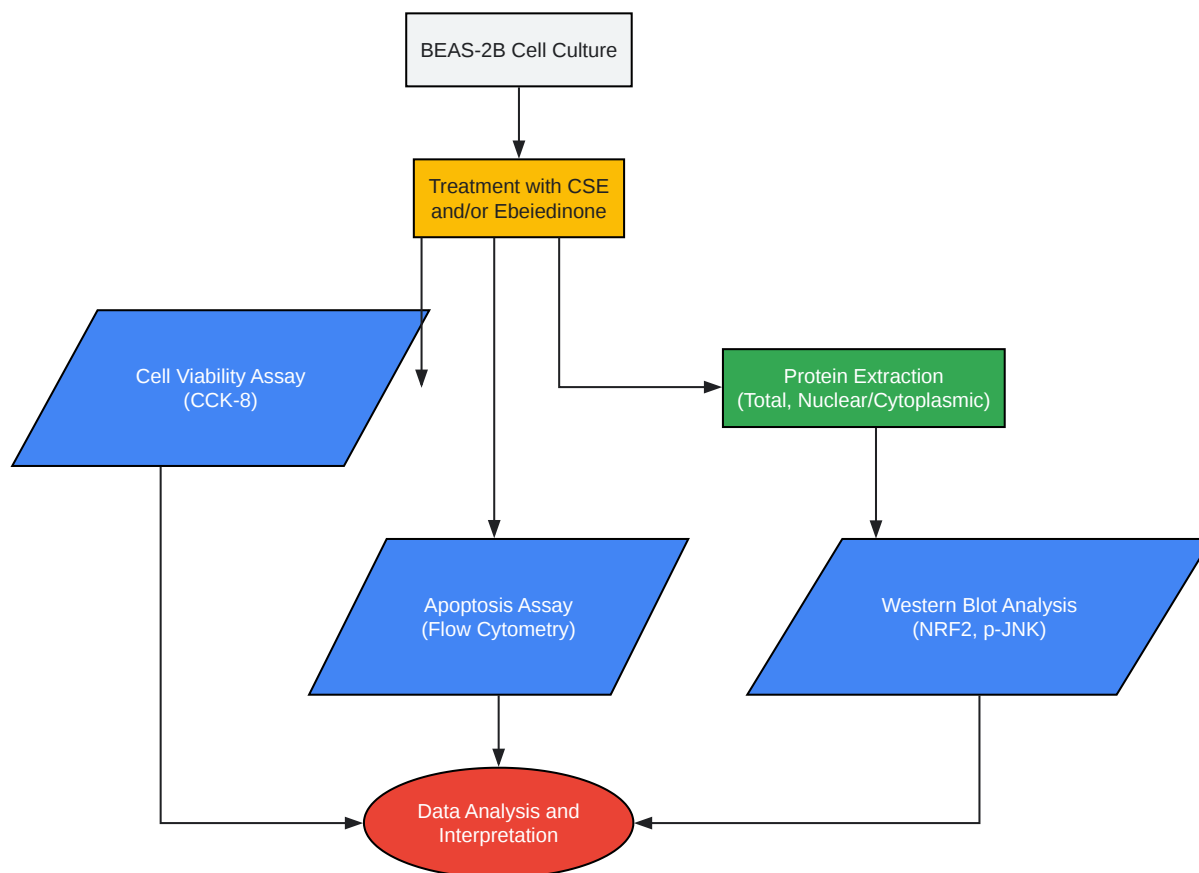 BEAS-2B Cell Culture
Treatment with CSE
and/or Ebeiedinone
Cell Viability Assay
(CCK-8)
Protein Extraction
(Total, Nuclear/Cytoplasmic)
Apoptosis Assay
(Flow Cytometry)
Western Blot Analysis
(NRF2, p-JNK)
Data Analysis and
Interpretation